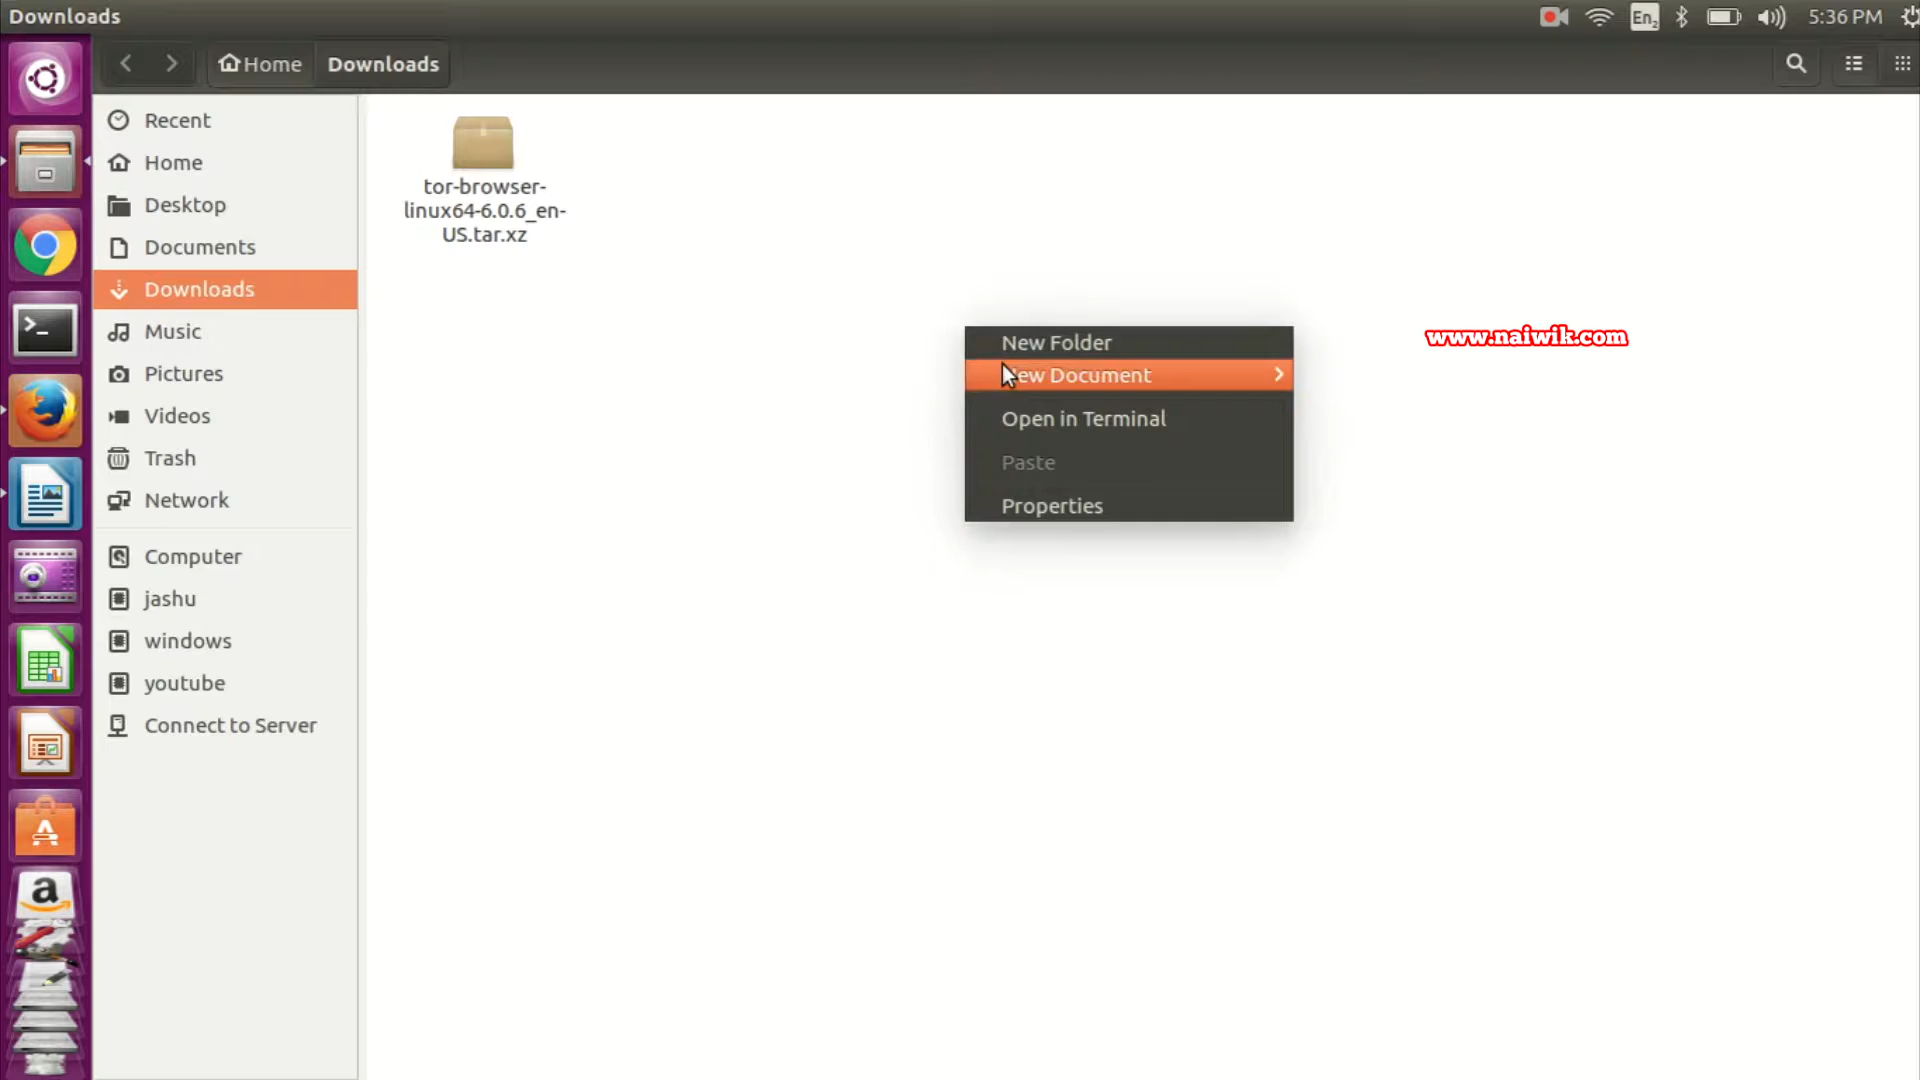 Downloads
En2
5:36 PM
Home
Downloads
Recent
Home
Desktop
Documents
Downloads
Music
Pictures
Videos
Trash
Network
Computer
jashu
windows
youtube
Connect to Server
tor-browser-
linux64-6.0.6_en-
US.tar.xz
New Folder
ew Document
Open in Terminal
Paste
Properties
www.naiwik.com